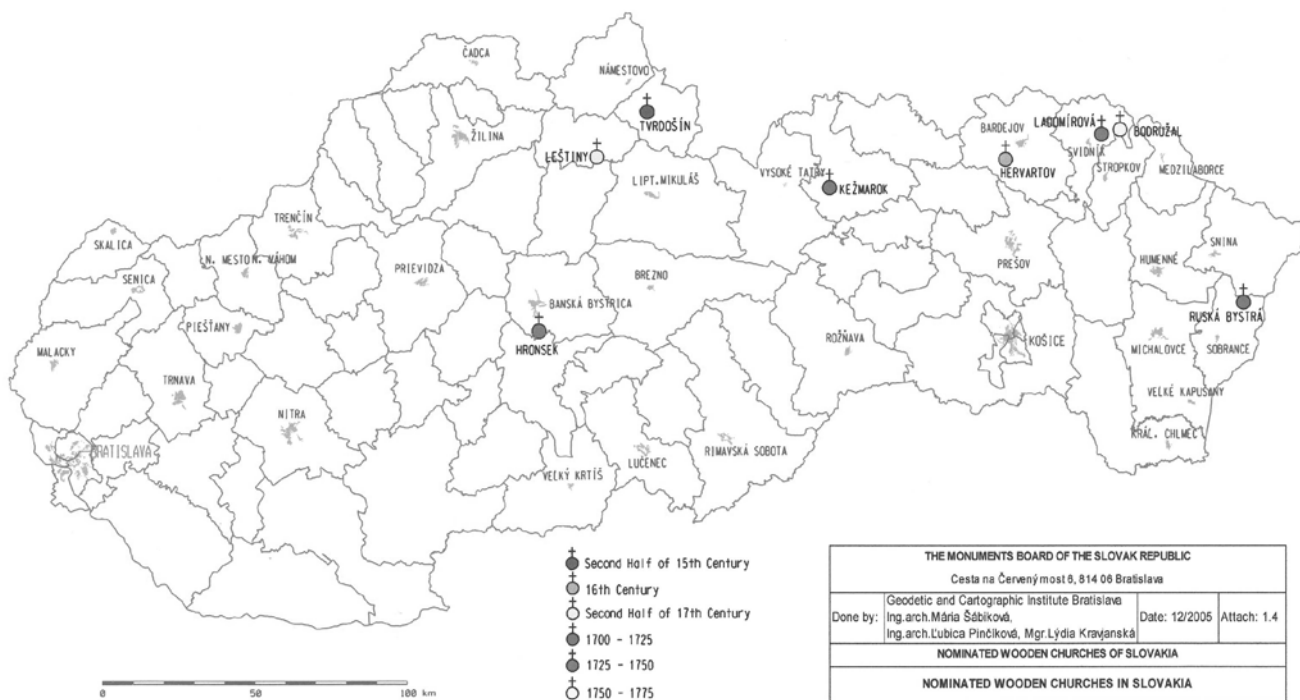 ČADCA
NÁMESTOVO
TVRDOŠÍN
ŽILINA
LEŠTINY
LIPT.MIKULÁŠ
VYSOKÉ TATRY
KEŽMAROK
BARDEJOV
LADOMÍROVÁ
BODRUŽAL
SVIDNÍK
HERVARTOV
STROPKOV
MEDZILABORCE
TRENČÍN
SKALICA
N. MESTO N. VÁHOM
SENICA
PRIEVIDZA
BREZNO
PREŠOV
HUMENNÉ
SNINA
BANSKÁ BYSTRICA
PIEŠŤANY
HRONSEK
RUSKÁ BYSTRÁ
MALACKY
ROŽŇAVA
KOŠICE
MICHALOVCE
SOBRANCE
TRNAVA
VEĽKÉ KAPUŠANY
NITRA
KRÁĽ. CHLMEC
BRATISLAVA
RIMAVSKÁ SOBOTA
LUČENEC
VEĽKÝ KRTÍŠ
Second Half of 15th Century
16th Century
Second Half of 17th Century
1700 - 1725
1725 - 1750
1750 - 1775
0 50 100 km
THE MONUMENTS BOARD OF THE SLOVAK REPUBLIC
Cesta na Červený most 6, 814 06 Bratislava
Done by: Geodetic and Cartographic Institute Bratislava
Ing.arch.Mária Šábiková,
Ing.arch.Ľubica Pinčíková, Mgr.Lýdia Kravjanská
Date: 12/2005
Attach: 1.4
NOMINATED WOODEN CHURCHES OF SLOVAKIA
NOMINATED WOODEN CHURCHES IN SLOVAKIA